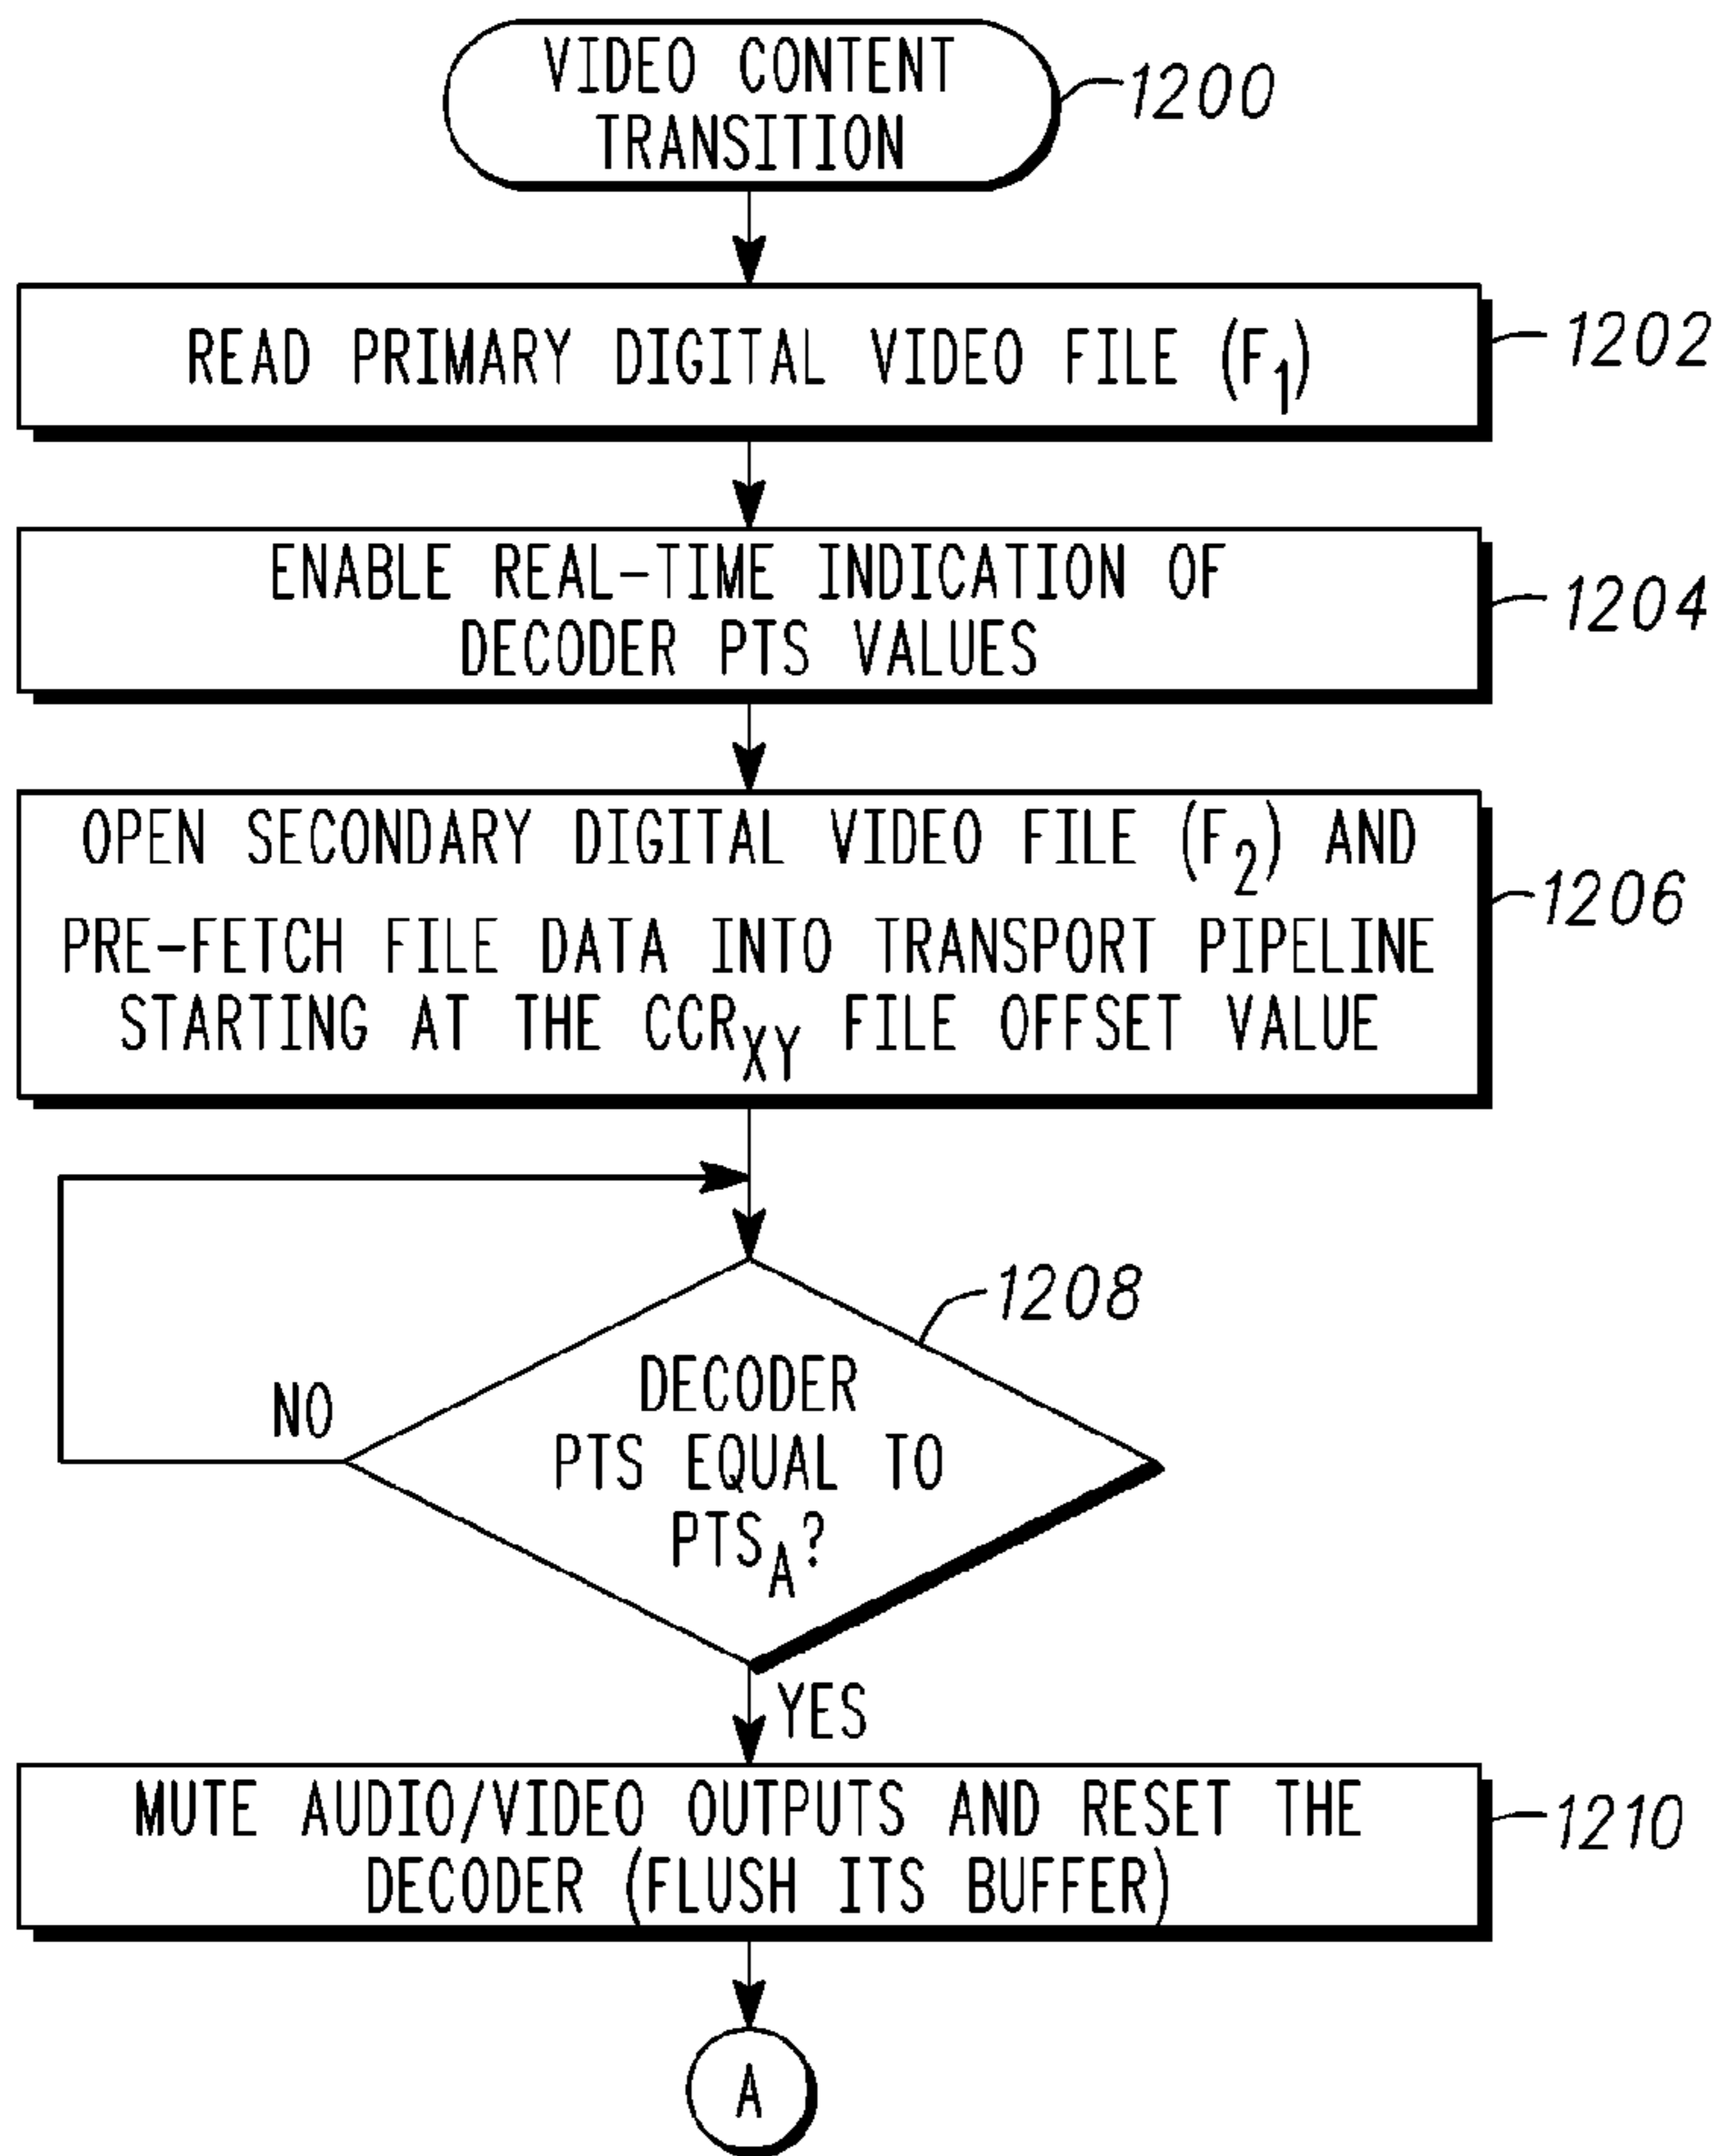 VIDEO CONTENT
TRANSITION
1200
READ PRIMARY DIGITAL VIDEO FILE (F1)
1202
ENABLE REAL-TIME INDICATION OF
DECODER PTS VALUES
1204
OPEN SECONDARY DIGITAL VIDEO FILE (F2) AND
PRE-FETCH FILE DATA INTO TRANSPORT PIPELINE
STARTING AT THE CCRXY FILE OFFSET VALUE
1206
1208
DECODER
PTS EQUAL TO
PTSA?
NO
YES
MUTE AUDIO/VIDEO OUTPUTS AND RESET THE
DECODER (FLUSH ITS BUFFER)
1210
A